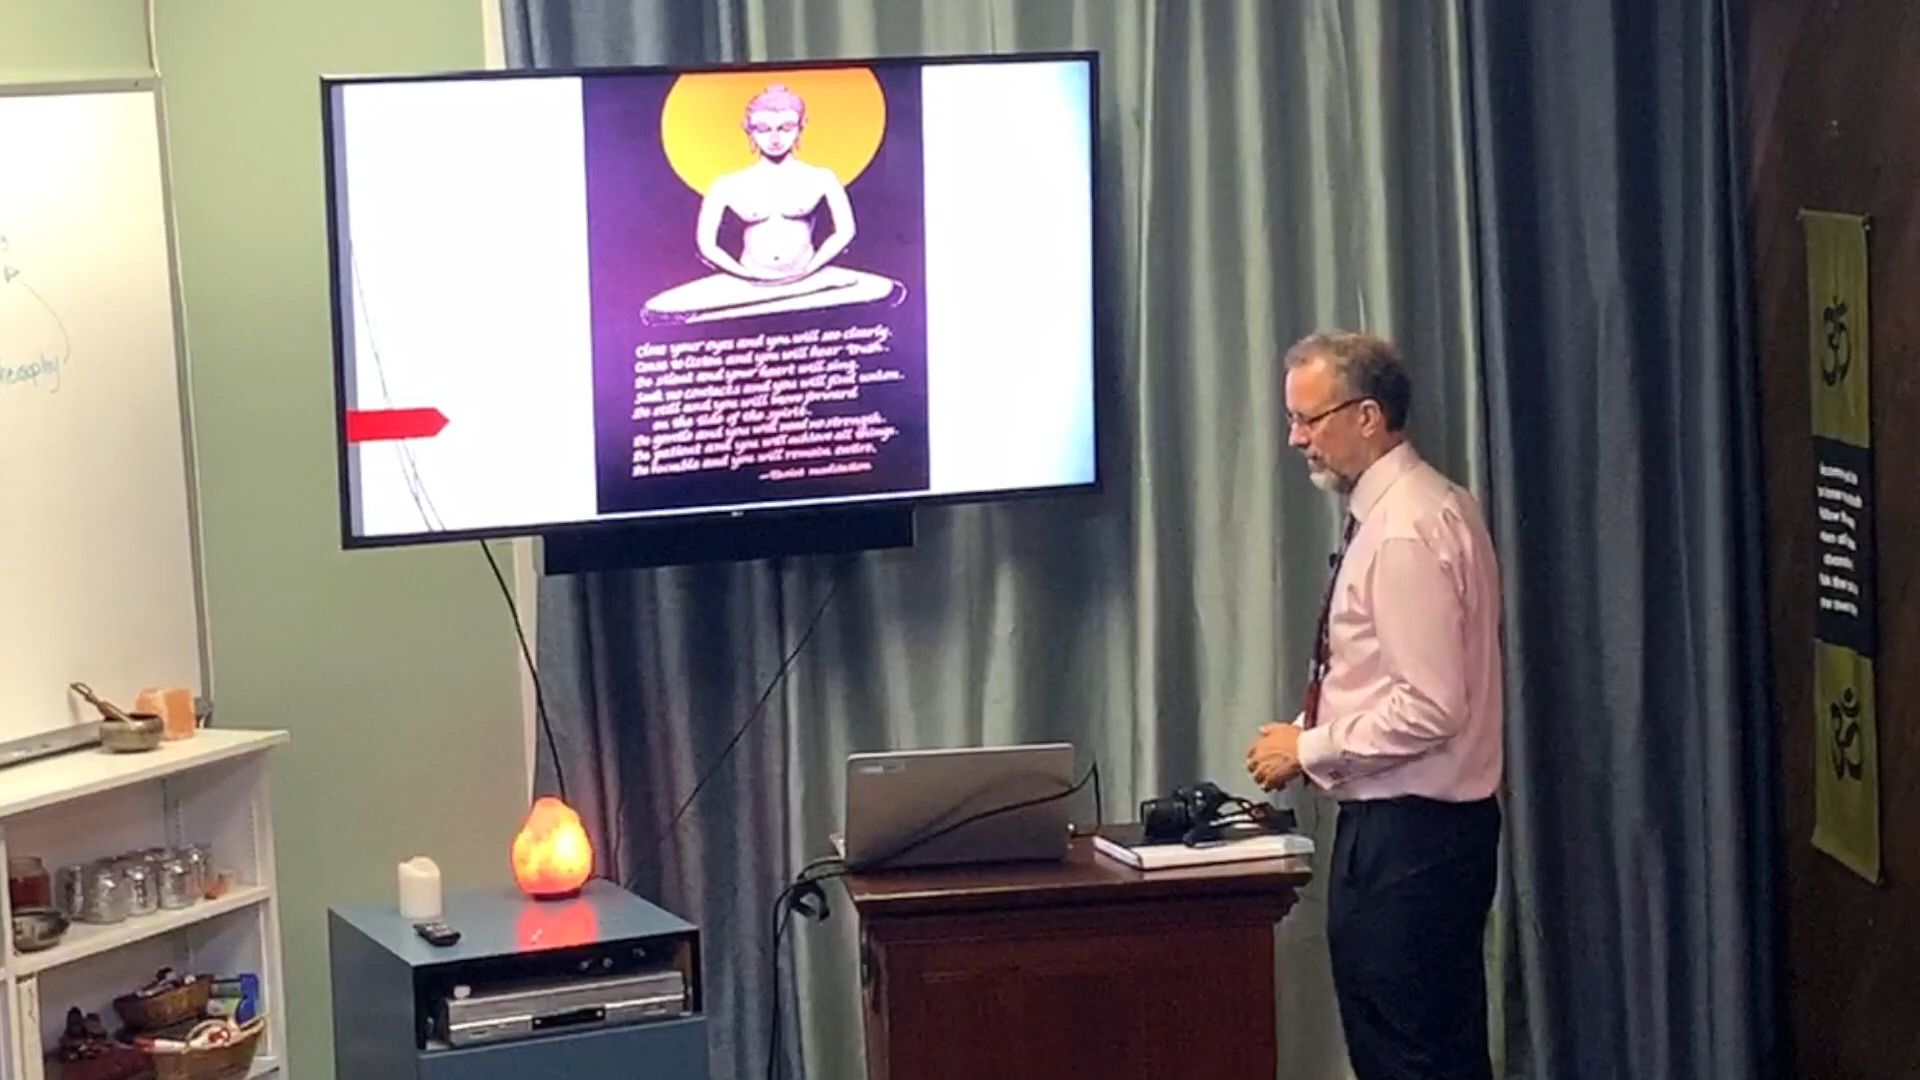 Close your eyes and you will see clearly.
Cease to listen and you will hear truth.
Be silent and your heart will sing.
Seek no contacts and you will find union.
Be still and you will move forward
on the tide of the spirit.
Be gentle and you will need no strength.
Be patient and you will achieve all things.
Be humble and you will remain entire.
—Taoist meditation
ॐ
ॐ